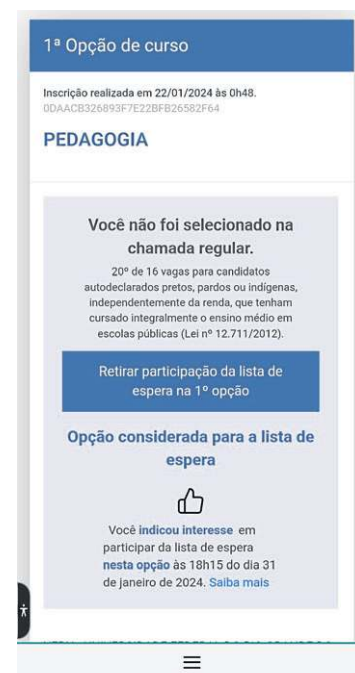 1ª Opção de curso
Inscrição realizada em 22/01/2024 às 0h48.
0DAACB326893F7E22BFB26582F64
PEDAGOGIA
Você não foi selecionado na
chamada regular.
20º de 16 vagas para candidatos
autodeclarados pretos, pardos ou indígenas,
independentemente da renda, que tenham
cursado integralmente o ensino médio em
escolas públicas (Lei nº 12.711/2012).
Retirar participação da lista de
espera na 1º opção
Opção considerada para a lista de
espera
Você indicou interesse em
participar da lista de espera
nesta opção às 18h15 do dia 31
de janeiro de 2024. Saiba mais